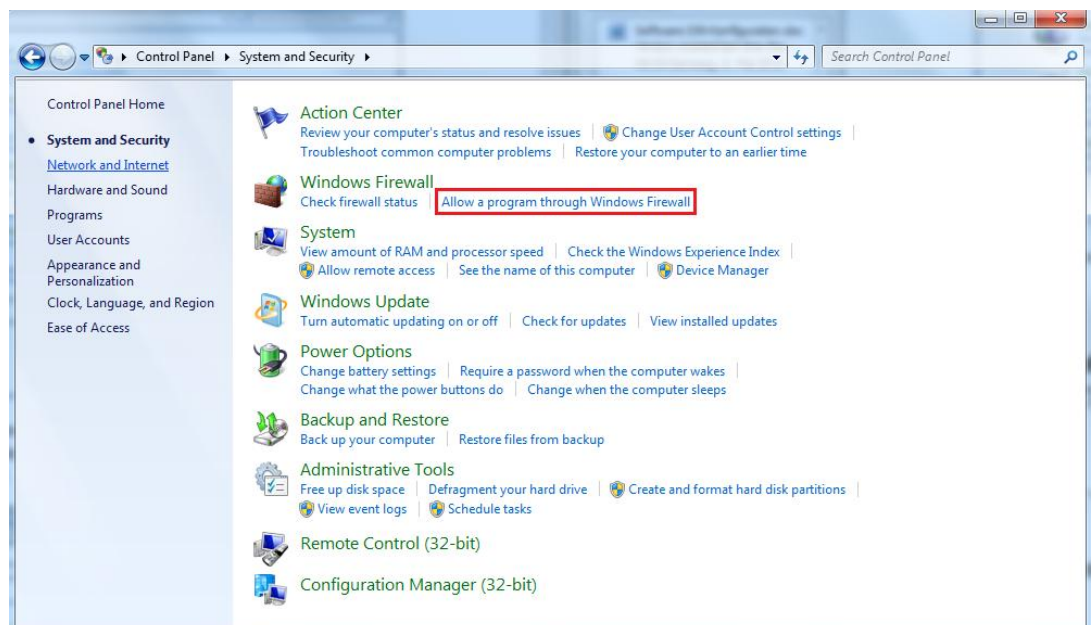 Control Panel System and Security
Search Control Panel
Control Panel Home
System and Security
Network and Internet
Hardware and Sound
Programs
User Accounts
Appearance and
Personalization
Clock, Language, and Region
Ease of Access
Action Center
Review your computer's status and resolve issues Change User Account Control settings
Troubleshoot common computer problems Restore your computer to an earlier time
Windows Firewall
Check firewall status Allow a program through Windows Firewall
System
View amount of RAM and processor speed Check the Windows Experience Index
Allow remote access See the name of this computer Device Manager
Windows Update
Turn automatic updating on or off Check for updates View installed updates
Power Options
Change battery settings Require a password when the computer wakes
Change what the power buttons do Change when the computer sleeps
Backup and Restore
Back up your computer Restore files from backup
Administrative Tools
Free up disk space Defragment your hard drive Create and format hard disk partitions
View event logs Schedule tasks
Remote Control (32-bit)
Configuration Manager (32-bit)